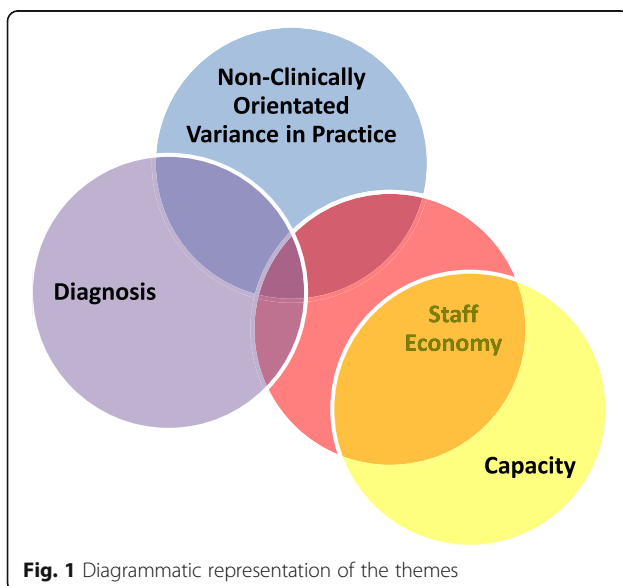 Non-Clinically
Orientated
Variance in Practice
Diagnosis
Staff
Economy
Capacity
Fig. 1 Diagrammatic representation of the themes